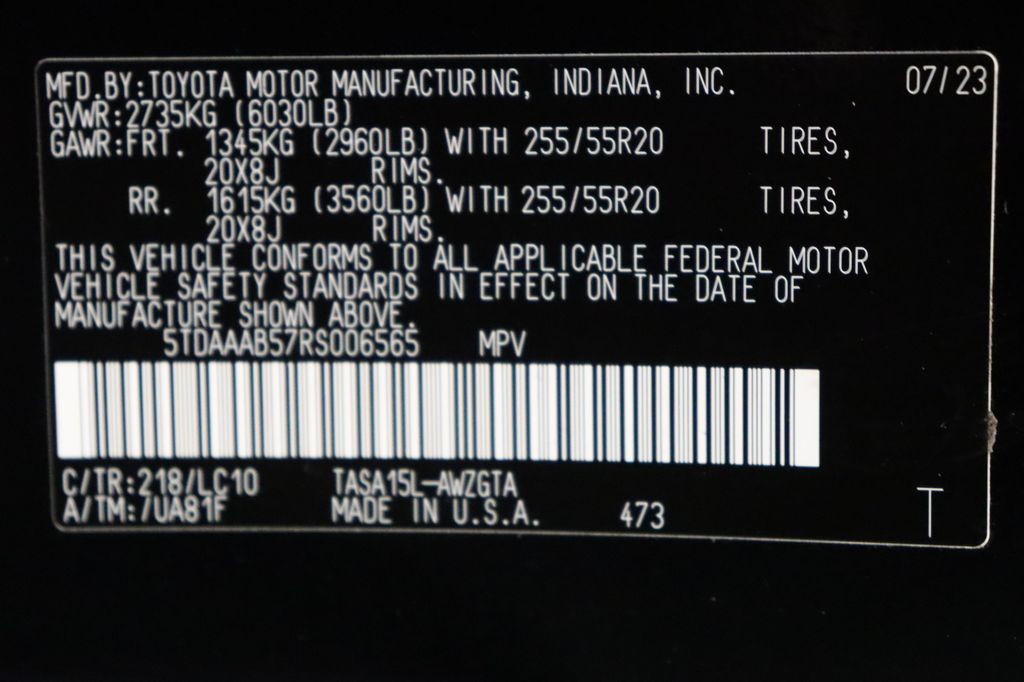 MFD.BY:TOYOTA MOTOR MANUFACTURING, INDIANA, INC. 07/23
GVWR:2735KG (6030LB)
GAWR:FRT. 1345KG (2960LB) WITH 255/55R20 TIRES,
20X8J RIMS.
RR. 1615KG (3560LB) WITH 255/55R20 TIRES,
20X8J RIMS.
THIS VEHICLE CONFORMS TO ALL APPLICABLE FEDERAL MOTOR
VEHICLE SAFETY STANDARDS IN EFFECT ON THE DATE OF
MANUFACTURE SHOWN ABOVE.
5TDAAAB57RS006565 MPV
C/TR:218/LC10 TASA15L-AWZGTA
A/TM:/UA81F MADE IN U.S.A. 473 T